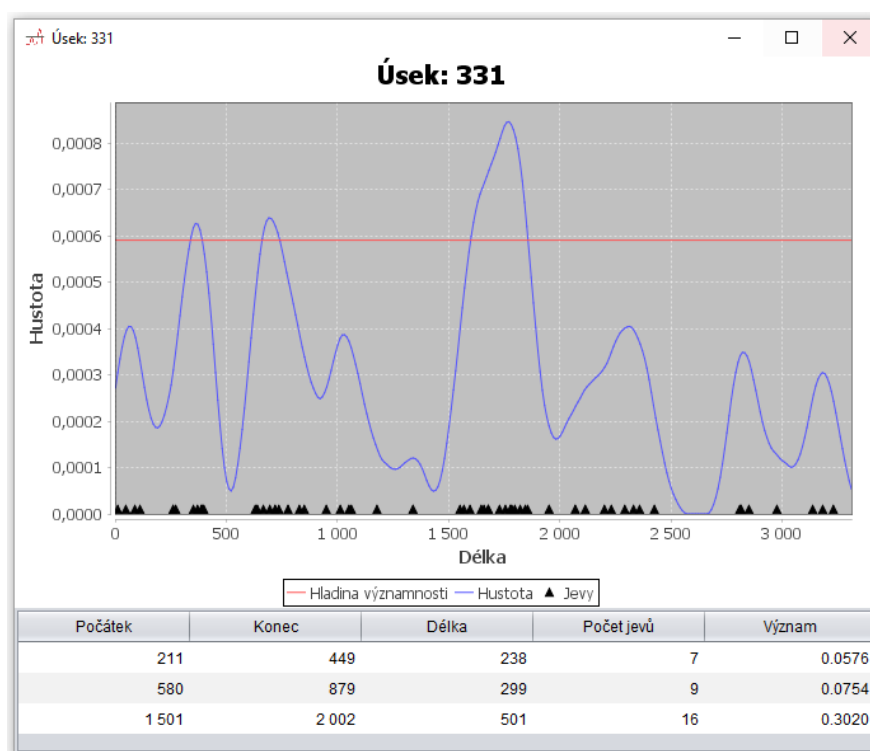 Úsek: 331
Úsek: 331
Hustota
0,0008
0,0007
0,0006
0,0005
0,0004
0,0003
0,0002
0,0001
0,0000
0 500 1 000 1 500 2 000 2 500 3 000
Délka
Hladina významnosti Hustota Jevy
Počátek Konec Délka Počet jevů Význam
211 449 238 7 0.0576
580 879 299 9 0.0754
1 501 2 002 501 16 0.3020